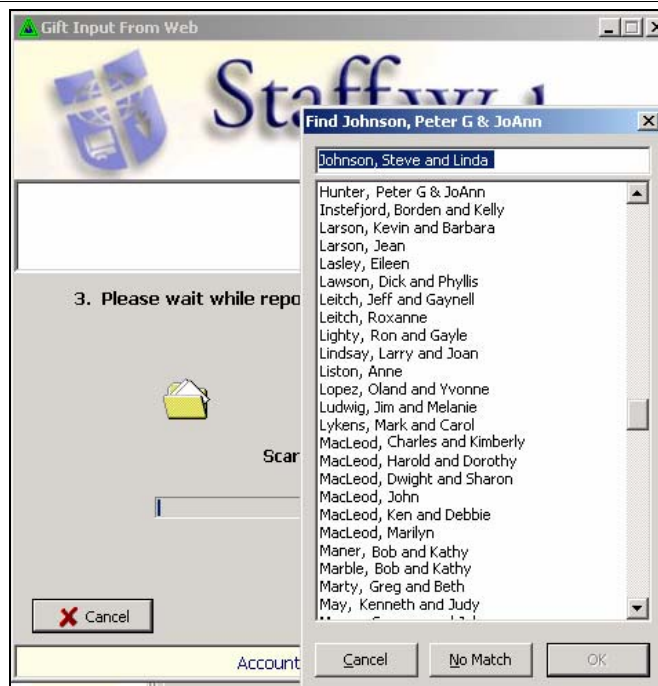 Gift Input From Web
Find Johnson, Peter G & JoAnn
Johnson, Steve and Linda
Hunter, Peter G & JoAnn
Instefjord, Borden and Kelly
Larson, Kevin and Barbara
Larson, Jean
Lasley, Eileen
Lawson, Dick and Phyllis
Leitch, Jeff and Gaynell
Leitch, Roxanne
Lighty, Ron and Gayle
Lindsay, Larry and Joan
Liston, Anne
Lopez, Oland and Yvonne
Ludwig, Jim and Melanie
Lykens, Mark and Carol
MacLeod, Charles and Kimberly
MacLeod, Harold and Dorothy
MacLeod, Dwight and Sharon
MacLeod, John
MacLeod, Ken and Debbie
MacLeod, Marilyn
Maner, Bob and Kathy
Marble, Bob and Kathy
Marty, Greg and Beth
May, Kenneth and Judy
3. Please wait while repo
Scan
Cancel
Account
Cancel
No Match
OK